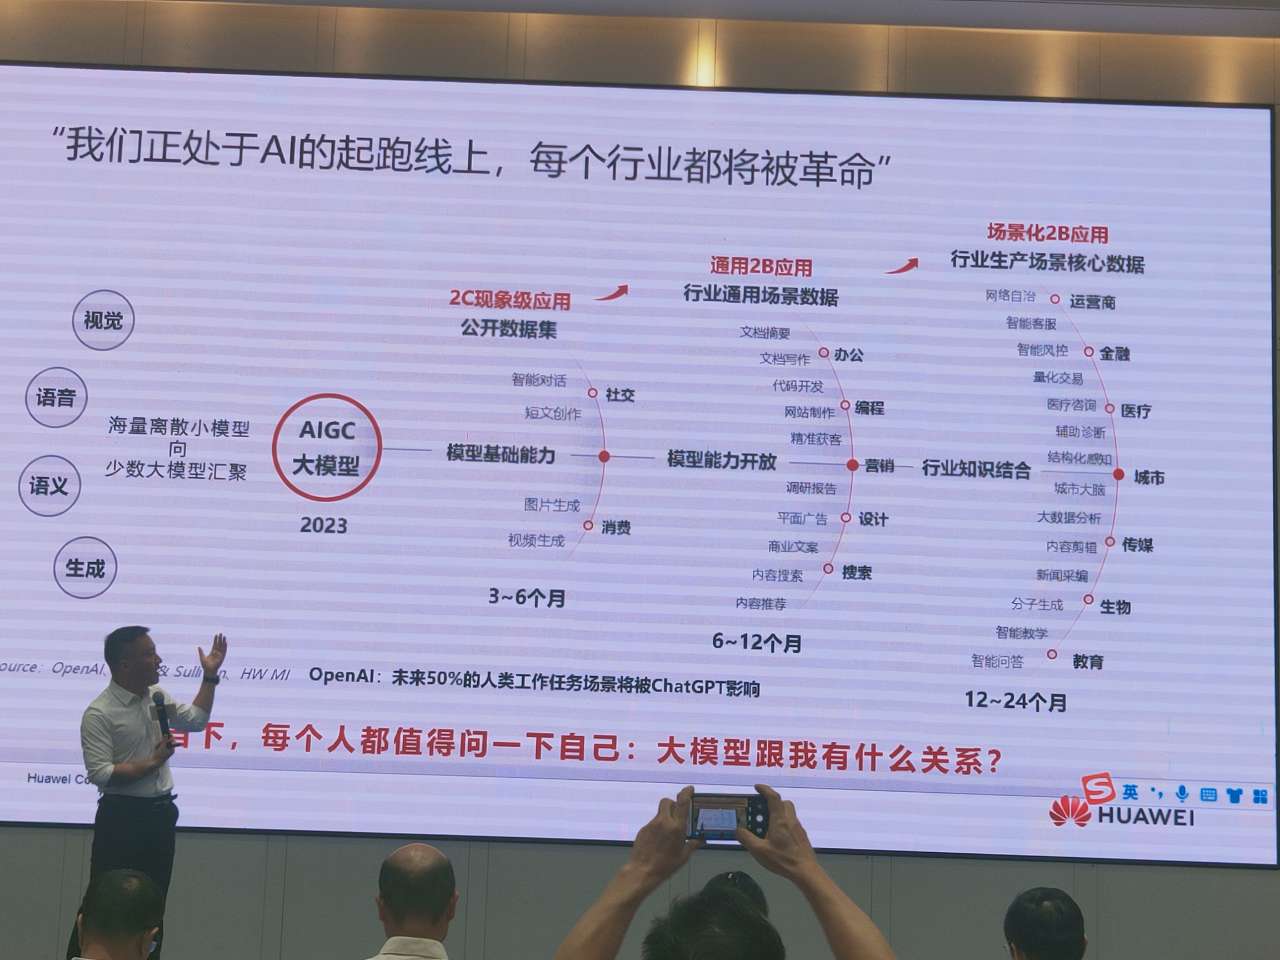 “我们正处于AI的起跑线上，每个行业都将被革命”
视觉
语音
语义
生成
海量离散小模型
向
少数大模型汇聚
AIGC
大模型
2023
2C现象级应用
公开数据集
智能对话
社交
短文创作
模型基础能力
图片生成
消费
视频生成
3~6个月
通用2B应用
行业通用场景数据
文档摘要
文档写作
办公
代码开发
网站制作
编程
精准获客
模型能力开放
营销
调研报告
平面广告
设计
商业文案
内容搜索
搜索
内容推荐
6~12个月
场景化2B应用
行业生产场景核心数据
网络自治
运营商
智能客服
智能风控
金融
量化交易
医疗咨询
医疗
辅助诊断
结构化感知
行业知识结合
城市
城市大脑
大数据分析
内容剪辑
传媒
新闻采编
分子生成
生物
智能教学
智能问答
教育
12~24个月
OpenAI、
& Sullivan、HW MI
OpenAI：未来50%的人类工作任务场景将被ChatGPT影响
下，每个人都值得问一下自己：大模型跟我有什么关系？
Huawei
S 英
HUAWEI